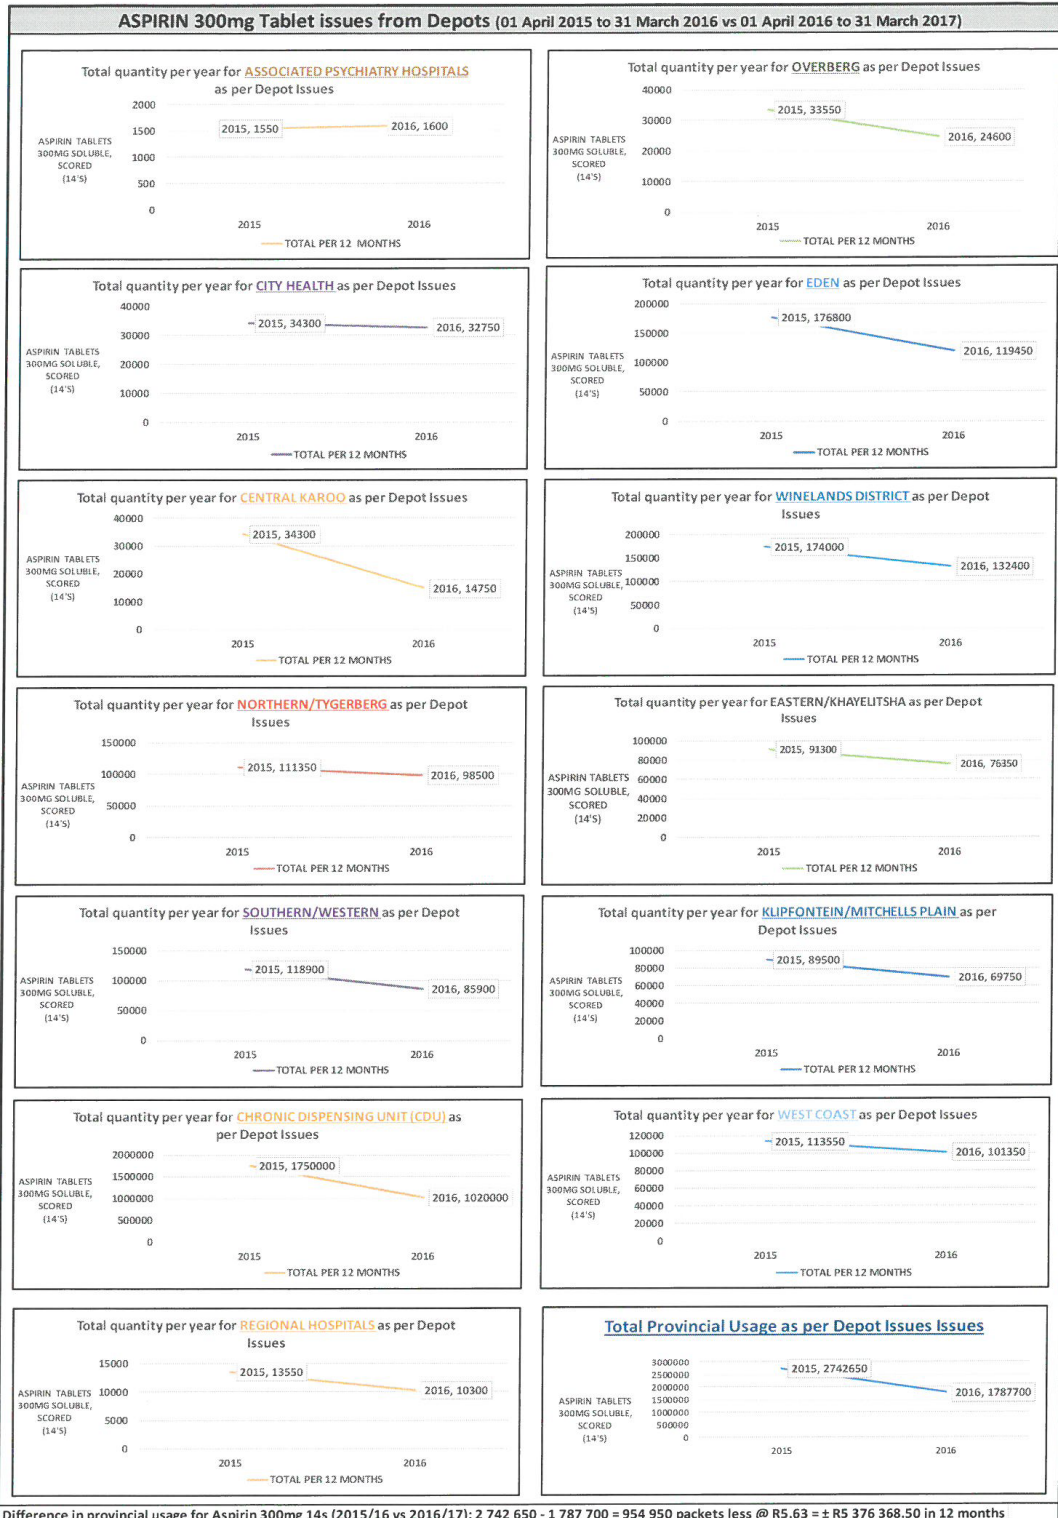 ASPIRIN 300mg Tablet issues from Depots (01 April 2015 to 31 March 2016 vs 01 April 2016 to 31 March 2017)
Total quantity per year for ASSOCIATED PSYCHIATRY HOSPITALS
as per Depot Issues
ASPIRIN TABLETS
300MG SOLUBLE,
SCORED
(14'S)
2000
1500
1000
500
0
2015, 1550
2016, 1600
2015
2016
TOTAL PER 12 MONTHS
Total quantity per year for OVERBERG as per Depot Issues
ASPIRIN TABLETS
300MG SOLUBLE,
SCORED
(14'S)
40000
30000
20000
10000
0
2015, 33550
2016, 24600
2015
2016
TOTAL PER 12 MONTHS
Total quantity per year for CITY HEALTH as per Depot Issues
ASPIRIN TABLETS
300MG SOLUBLE,
SCORED
(14'S)
40000
30000
20000
10000
0
2015, 34300
2016, 32750
2015
2016
TOTAL PER 12 MONTHS
Total quantity per year for EDEN as per Depot Issues
ASPIRIN TABLETS
300MG SOLUBLE,
SCORED
(14'S)
200000
150000
100000
50000
0
2015, 176800
2016, 119450
2015
2016
TOTAL PER 12 MONTHS
Total quantity per year for CENTRAL KAROO as per Depot Issues
ASPIRIN TABLETS
300MG SOLUBLE,
SCORED
(14'S)
40000
30000
20000
10000
0
2015, 34300
2016, 14750
2015
2016
TOTAL PER 12 MONTHS
Total quantity per year for WINELANDS DISTRICT as per Depot
Issues
ASPIRIN TABLETS
300MG SOLUBLE,
SCORED
(14'S)
200000
150000
100000
50000
0
2015, 174000
2016, 132400
2015
2016
TOTAL PER 12 MONTHS
Total quantity per year for NORTHERN/TYGERBERG as per Depot
Issues
ASPIRIN TABLETS
300MG SOLUBLE,
SCORED
(14'S)
150000
100000
50000
0
2015, 111350
2016, 98500
2015
2016
TOTAL PER 12 MONTHS
Total quantity per year for EASTERN/KHAYELITSHA as per Depot
Issues
ASPIRIN TABLETS
300MG SOLUBLE,
SCORED
(14'S)
100000
80000
60000
40000
20000
0
2015, 91300
2016, 76350
2015
2016
TOTAL PER 12 MONTHS
Total quantity per year for SOUTHERN/WESTERN as per Depot
Issues
ASPIRIN TABLETS
300MG SOLUBLE,
SCORED
(14'S)
150000
100000
50000
0
2015, 118900
2016, 85900
2015
2016
TOTAL PER 12 MONTHS
Total quantity per year for KLIPFONTEIN/MITCHELLS PLAIN as per
Depot Issues
ASPIRIN TABLETS
300MG SOLUBLE,
SCORED
(14'S)
100000
80000
60000
40000
20000
0
2015, 89500
2016, 69750
2015
2016
TOTAL PER 12 MONTHS
Total quantity per year for CHRONIC DISPENSING UNIT (CDU) as
per Depot Issues
ASPIRIN TABLETS
300MG SOLUBLE,
SCORED
(14'S)
2000000
1500000
1000000
500000
0
2015, 1750000
2016, 1020000
2015
2016
TOTAL PER 12 MONTHS
Total quantity per year for WEST COAST as per Depot Issues
ASPIRIN TABLETS
300MG SOLUBLE,
SCORED
(14'S)
120000
100000
80000
60000
40000
20000
0
2015, 113550
2016, 101350
2015
2016
TOTAL PER 12 MONTHS
Total quantity per year for REGIONAL HOSPITALS as per Depot
Issues
ASPIRIN TABLETS
300MG SOLUBLE,
SCORED
(14'S)
15000
10000
5000
0
2015, 13550
2016, 10300
2015
2016
TOTAL PER 12 MONTHS
Total Provincial Usage as per Depot Issues Issues
ASPIRIN TABLETS
300MG SOLUBLE,
SCORED
(14'S)
3000000
2500000
2000000
1500000
1000000
500000
0
2015, 2742650
2016, 1787700
2015
2016
Difference in provincial usage for Aspirin 300mg 14s (2015/16 vs 2016/17): 2 742 650 - 1 787 700 = 954 950 packets less @ R5.63 = ± R5 376 368.50 in 12 months